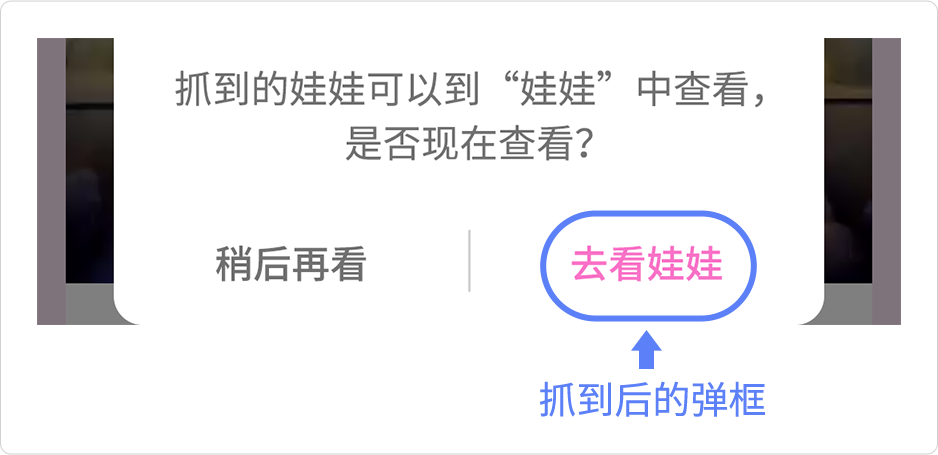 抓到的娃娃可以到“娃娃”中查看，
是否现在查看？
稍后再看
去看娃娃
抓到后的弹框